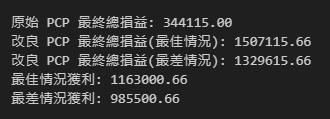 原始 PCP 最終總損益: 344115.00
改良 PCP 最終總損益(最佳情況): 1507115.66
改良 PCP 最終總損益(最差情況): 1329615.66
最佳情況獲利: 1163000.66
最差情況獲利: 985500.66